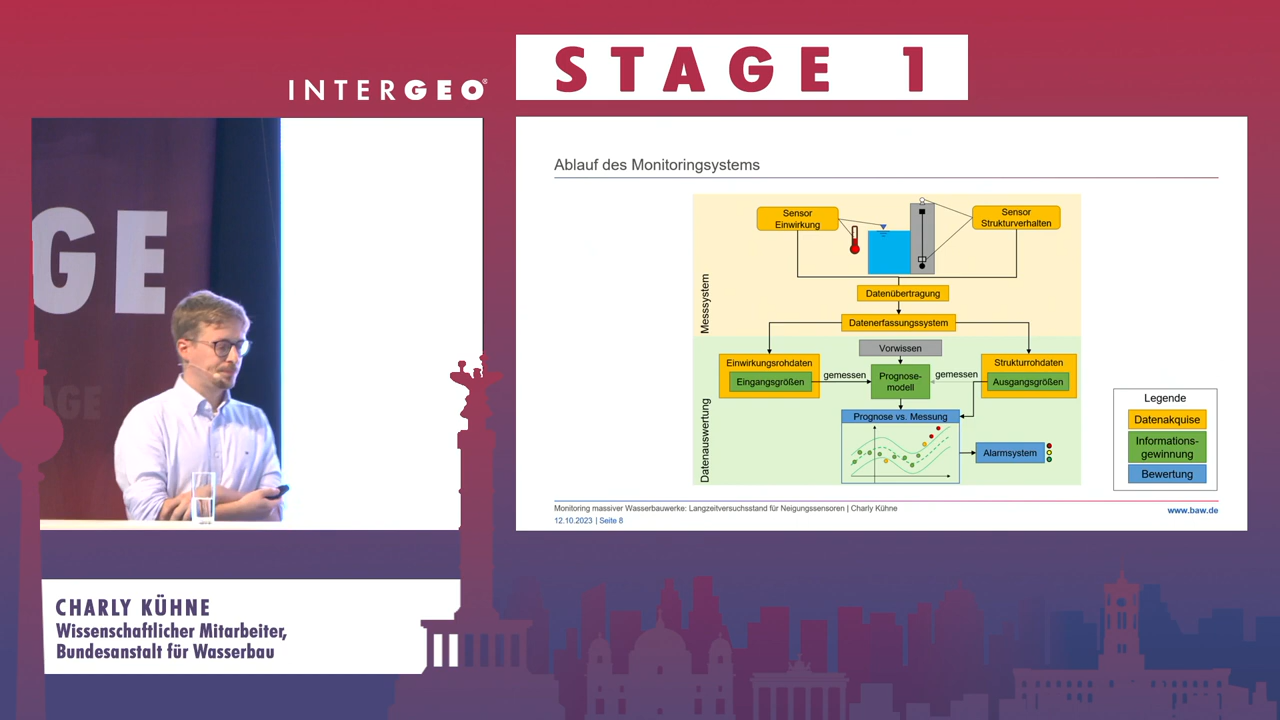 STAGE 1
INTERGEO®
GE
AGE
Ablauf des Monitoringsystems
Sensor
Einwirkung
Sensor
Strukturverhalten
Messsystem
Datenübertragung
Datenerfassungssystem
Datenauswertung
Vorwissen
Einwirkungsrohdaten
Eingangsgrößen
gemessen
Prognose-
modell
gemessen
Strukturrohdaten
Ausgangsgrößen
Prognose vs. Messung
Alarmsystem
Legende
Datenakquise
Informations-
gewinnung
Bewertung
Monitoring massiver Wasserbauwerke: Langzeitversuchsstand für Neigungssensoren | Charly Kühne
12.10.2023 | Seite 8
www.baw.de
CHARLY KÜHNE
Wissenschaftlicher Mitarbeiter,
Bundesanstalt für Wasserbau